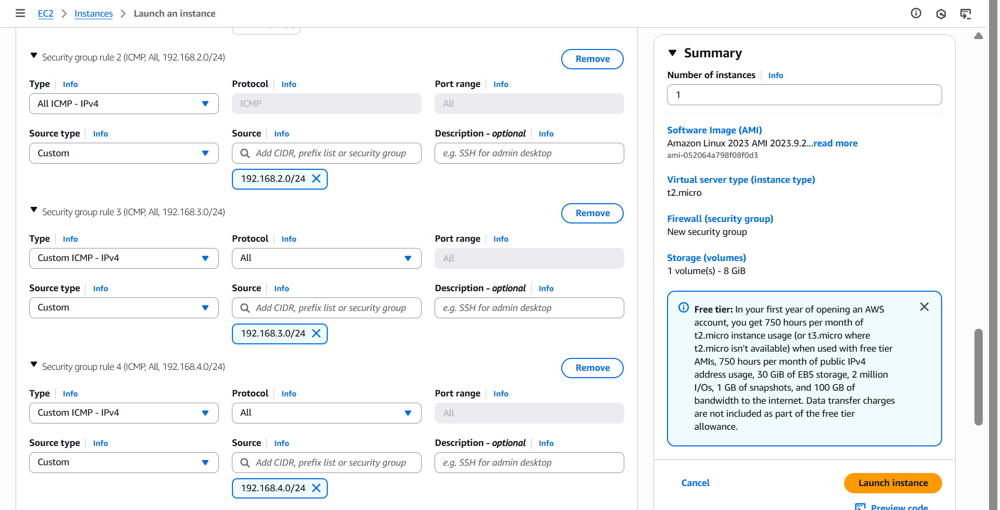 EC2 Instances Launch an instance
Security group rule 2 (ICMP, All, 192.168.2.0/24)
Remove
Type Info
Protocol Info
Port range Info
All ICMP - IPv4
ICMP
All
Source type Info
Source Info
Description - optional Info
Custom
Add CIDR, prefix list or security group
e.g. SSH for admin desktop
192.168.2.0/24
Security group rule 3 (ICMP, All, 192.168.3.0/24)
Remove
Type Info
Protocol Info
Port range Info
Custom ICMP - IPv4
All
All
Source type Info
Source Info
Description - optional Info
Custom
Add CIDR, prefix list or security group
e.g. SSH for admin desktop
192.168.3.0/24
Security group rule 4 (ICMP, All, 192.168.4.0/24)
Remove
Type Info
Protocol Info
Port range Info
Custom ICMP - IPv4
All
All
Source type Info
Source Info
Description - optional Info
Custom
Add CIDR, prefix list or security group
e.g. SSH for admin desktop
192.168.4.0/24
Summary
Number of instances Info
1
Software Image (AMI)
Amazon Linux 2023 AMI 2023.9.2...read more
ami-052064a798f08f0d3
Virtual server type (instance type)
t2.micro
Firewall (security group)
New security group
Storage (volumes)
1 volume(s) - 8 GiB
Free tier: In your first year of opening an AWS
account, you get 750 hours per month of
t2.micro instance usage (or t3.micro where
t2.micro isn't available) when used with free tier
AMIs, 750 hours per month of public IPv4
address usage, 30 GiB of EBS storage, 2 million
I/Os, 1 GB of snapshots, and 100 GB of
bandwidth to the internet. Data transfer charges
are not included as part of the free tier
allowance.
Cancel
Launch instance
Preview code